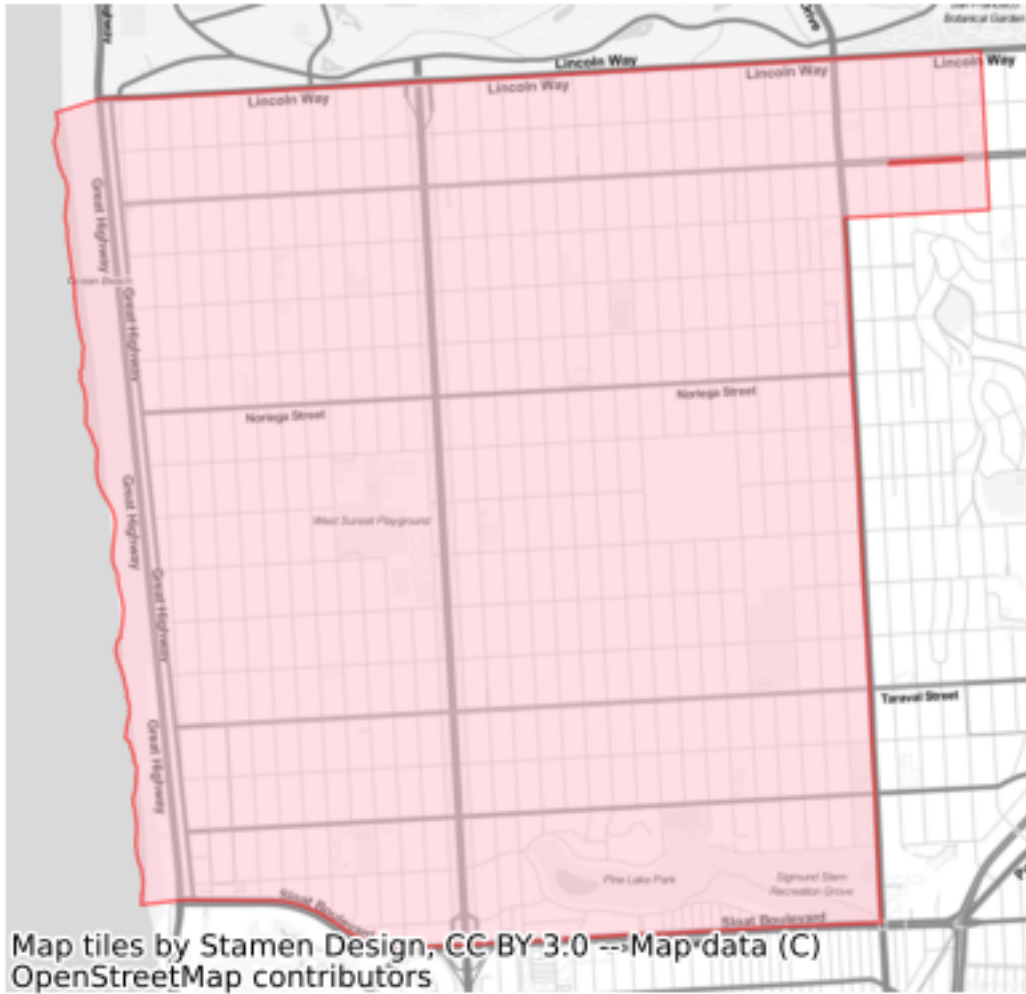 Botanical Garden
Drive
Lincoln Way
Lincoln Way
Lincoln Way
Lincoln Way
Lincoln Way
Great Highway
Ocean Beach
Great Highway
Noriega Street
Noriega Street
Great Highway
West Sunset Playground
Great Highway
Taraval Street
Great Highway
Pine Lake Park
Sigmund Stern
Recreation Grove
Sloat Boulevard
Sloat Boulevard
Map tiles by Stamen Design, CC BY 3.0 -- Map data (C)
OpenStreetMap contributors